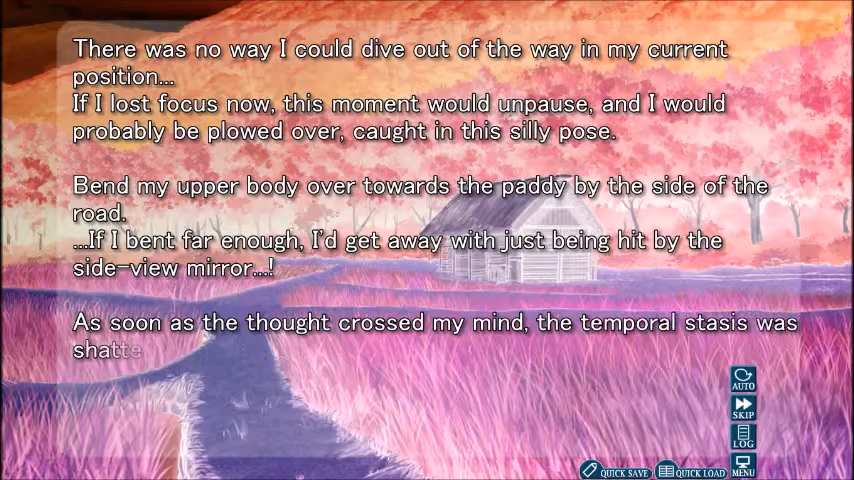 There was no way I could dive out of the way in my current
position...
If I lost focus now, this moment would unpause, and I would
probably be plowed over, caught in this silly pose.
Bend my upper body over towards the paddy by the side of the
road.
...If I bent far enough, I'd get away with just being hit by the
side-view mirror...!
As soon as the thought crossed my mind, the temporal stasis was
shatte
AUTO
SKIP
LOG
MENU
QUICK SAVE
QUICK LOAD